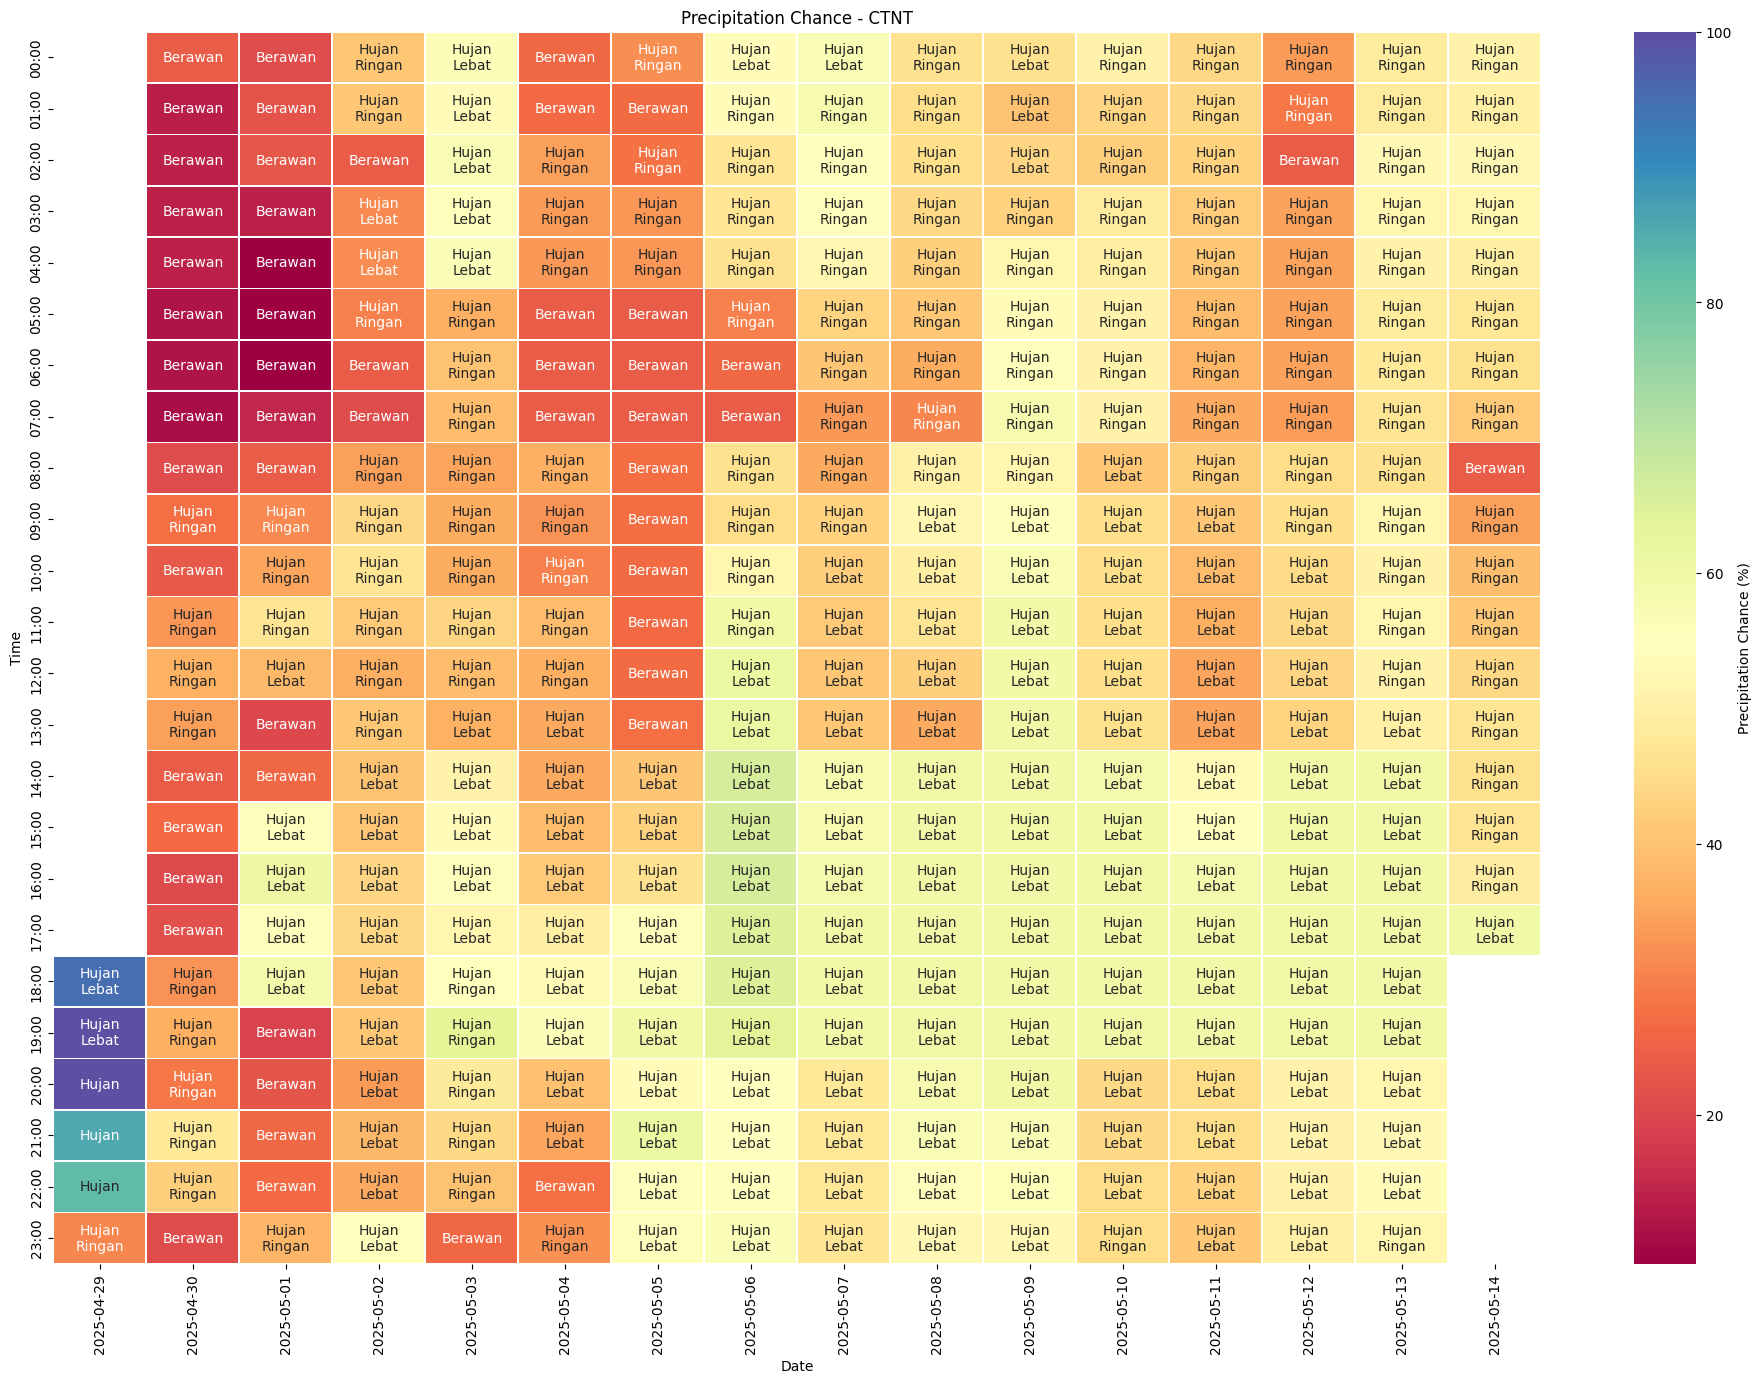 Precipitation Chance - CTNT
00:00 Berawan Berawan Hujan Ringan Hujan Lebat Berawan Hujan Ringan Hujan Lebat Hujan Lebat Hujan Ringan Hujan Lebat Hujan Ringan Hujan Ringan Hujan Ringan Hujan Ringan Hujan Ringan
01:00 Berawan Berawan Hujan Ringan Hujan Lebat Berawan Berawan Hujan Ringan Hujan Ringan Hujan Ringan Hujan Lebat Hujan Ringan Hujan Ringan Hujan Ringan Hujan Ringan Hujan Ringan
02:00 Berawan Berawan Berawan Hujan Lebat Hujan Ringan Hujan Ringan Hujan Ringan Hujan Ringan Hujan Ringan Hujan Lebat Hujan Ringan Hujan Ringan Berawan Hujan Ringan Hujan Ringan
03:00 Berawan Berawan Hujan Lebat Hujan Lebat Hujan Ringan Hujan Ringan Hujan Ringan Hujan Ringan Hujan Ringan Hujan Ringan Hujan Ringan Hujan Ringan Hujan Ringan Hujan Ringan Hujan Ringan
04:00 Berawan Berawan Hujan Lebat Hujan Lebat Hujan Ringan Hujan Ringan Hujan Ringan Hujan Ringan Hujan Ringan Hujan Ringan Hujan Ringan Hujan Ringan Hujan Ringan Hujan Ringan Hujan Ringan
05:00 Berawan Berawan Hujan Ringan Hujan Ringan Berawan Berawan Hujan Ringan Hujan Ringan Hujan Ringan Hujan Ringan Hujan Ringan Hujan Ringan Hujan Ringan Hujan Ringan Hujan Ringan
06:00 Berawan Berawan Berawan Hujan Ringan Berawan Berawan Berawan Hujan Ringan Hujan Ringan Hujan Ringan Hujan Ringan Hujan Ringan Hujan Ringan Hujan Ringan Hujan Ringan
07:00 Berawan Berawan Berawan Hujan Ringan Berawan Berawan Berawan Hujan Ringan Hujan Ringan Hujan Ringan Hujan Ringan Hujan Ringan Hujan Ringan Hujan Ringan Hujan Ringan
08:00 Berawan Berawan Hujan Ringan Hujan Ringan Hujan Ringan Berawan Hujan Ringan Hujan Ringan Hujan Ringan Hujan Ringan Hujan Lebat Hujan Ringan Hujan Ringan Hujan Ringan Berawan
09:00 Hujan Ringan Hujan Ringan Hujan Ringan Hujan Ringan Hujan Ringan Berawan Hujan Ringan Hujan Ringan Hujan Lebat Hujan Lebat Hujan Lebat Hujan Lebat Hujan Ringan Hujan Ringan Hujan Ringan
10:00 Berawan Hujan Ringan Hujan Ringan Hujan Ringan Hujan Ringan Berawan Hujan Ringan Hujan Lebat Hujan Lebat Hujan Lebat Hujan Lebat Hujan Lebat Hujan Lebat Hujan Ringan Hujan Ringan
11:00 Hujan Ringan Hujan Ringan Hujan Ringan Hujan Ringan Hujan Ringan Berawan Hujan Ringan Hujan Lebat Hujan Lebat Hujan Lebat Hujan Lebat Hujan Lebat Hujan Lebat Hujan Ringan Hujan Ringan
12:00 Hujan Ringan Hujan Lebat Hujan Ringan Hujan Ringan Hujan Ringan Berawan Hujan Lebat Hujan Lebat Hujan Lebat Hujan Lebat Hujan Lebat Hujan Lebat Hujan Lebat Hujan Ringan Hujan Ringan
13:00 Hujan Ringan Berawan Hujan Ringan Hujan Lebat Hujan Lebat Berawan Hujan Lebat Hujan Lebat Hujan Lebat Hujan Lebat Hujan Lebat Hujan Lebat Hujan Lebat Hujan Lebat Hujan Ringan
14:00 Berawan Berawan Hujan Lebat Hujan Lebat Hujan Lebat Hujan Lebat Hujan Lebat Hujan Lebat Hujan Lebat Hujan Lebat Hujan Lebat Hujan Lebat Hujan Lebat Hujan Lebat Hujan Ringan
15:00 Berawan Hujan Lebat Hujan Lebat Hujan Lebat Hujan Lebat Hujan Lebat Hujan Lebat Hujan Lebat Hujan Lebat Hujan Lebat Hujan Lebat Hujan Lebat Hujan Lebat Hujan Lebat Hujan Ringan
16:00 Berawan Hujan Lebat Hujan Lebat Hujan Lebat Hujan Lebat Hujan Lebat Hujan Lebat Hujan Lebat Hujan Lebat Hujan Lebat Hujan Lebat Hujan Lebat Hujan Lebat Hujan Lebat Hujan Ringan
17:00 Berawan Hujan Lebat Hujan Lebat Hujan Lebat Hujan Lebat Hujan Lebat Hujan Lebat Hujan Lebat Hujan Lebat Hujan Lebat Hujan Lebat Hujan Lebat Hujan Lebat Hujan Lebat Hujan Lebat
18:00 Hujan Lebat Hujan Ringan Hujan Lebat Hujan Lebat Hujan Ringan Hujan Lebat Hujan Lebat Hujan Lebat Hujan Lebat Hujan Lebat Hujan Lebat Hujan Lebat Hujan Lebat Hujan Lebat Hujan Lebat
19:00 Hujan Lebat Hujan Ringan Berawan Hujan Lebat Hujan Ringan Hujan Lebat Hujan Lebat Hujan Lebat Hujan Lebat Hujan Lebat Hujan Lebat Hujan Lebat Hujan Lebat Hujan Lebat Hujan Lebat
20:00 Hujan Hujan Ringan Berawan Hujan Lebat Hujan Ringan Hujan Lebat Hujan Lebat Hujan Lebat Hujan Lebat Hujan Lebat Hujan Lebat Hujan Lebat Hujan Lebat Hujan Lebat Hujan Lebat
21:00 Hujan Hujan Ringan Berawan Hujan Lebat Hujan Ringan Hujan Lebat Hujan Lebat Hujan Lebat Hujan Lebat Hujan Lebat Hujan Lebat Hujan Lebat Hujan Lebat Hujan Lebat Hujan Lebat
22:00 Hujan Hujan Ringan Berawan Hujan Lebat Hujan Ringan Berawan Hujan Lebat Hujan Lebat Hujan Lebat Hujan Lebat Hujan Lebat Hujan Lebat Hujan Lebat Hujan Lebat Hujan Lebat
23:00 Hujan Ringan Berawan Hujan Ringan Hujan Lebat Berawan Hujan Ringan Hujan Lebat Hujan Lebat Hujan Lebat Hujan Lebat Hujan Lebat Hujan Ringan Hujan Lebat Hujan Lebat Hujan Ringan
Time
2025-04-29 2025-04-30 2025-05-01 2025-05-02 2025-05-03 2025-05-04 2025-05-05 2025-05-06 2025-05-07 2025-05-08 2025-05-09 2025-05-10 2025-05-11 2025-05-12 2025-05-13 2025-05-14
Date
100
80
60
40
20
Precipitation Chance (%)